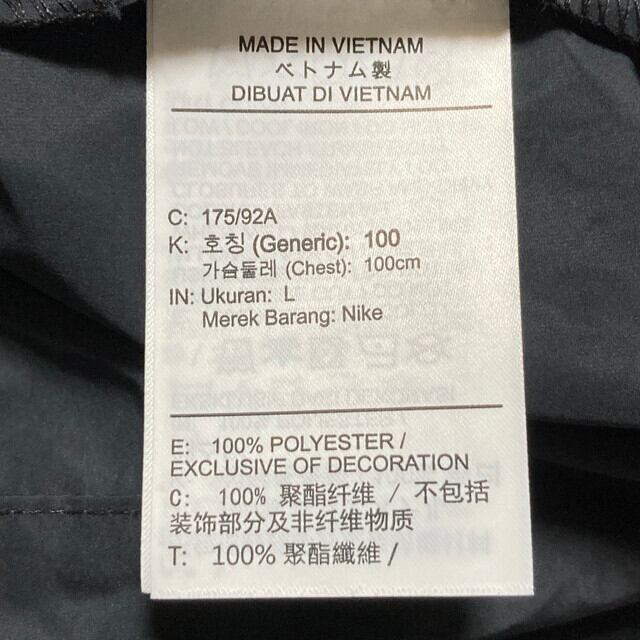 MADE IN VIETNAM
ベトナム製
DIBUAT DI VIETNAM
C: 175/92A
K: 호칭 (Generic): 100
가슴둘레 (Chest): 100cm
IN: Ukuran: L
Merek Barang: Nike
E: 100% POLYESTER /
EXCLUSIVE OF DECORATION
C: 100% 聚酯纤维 / 不包括
装饰部分及非纤维物质
T: 100% 聚酯纖維 /